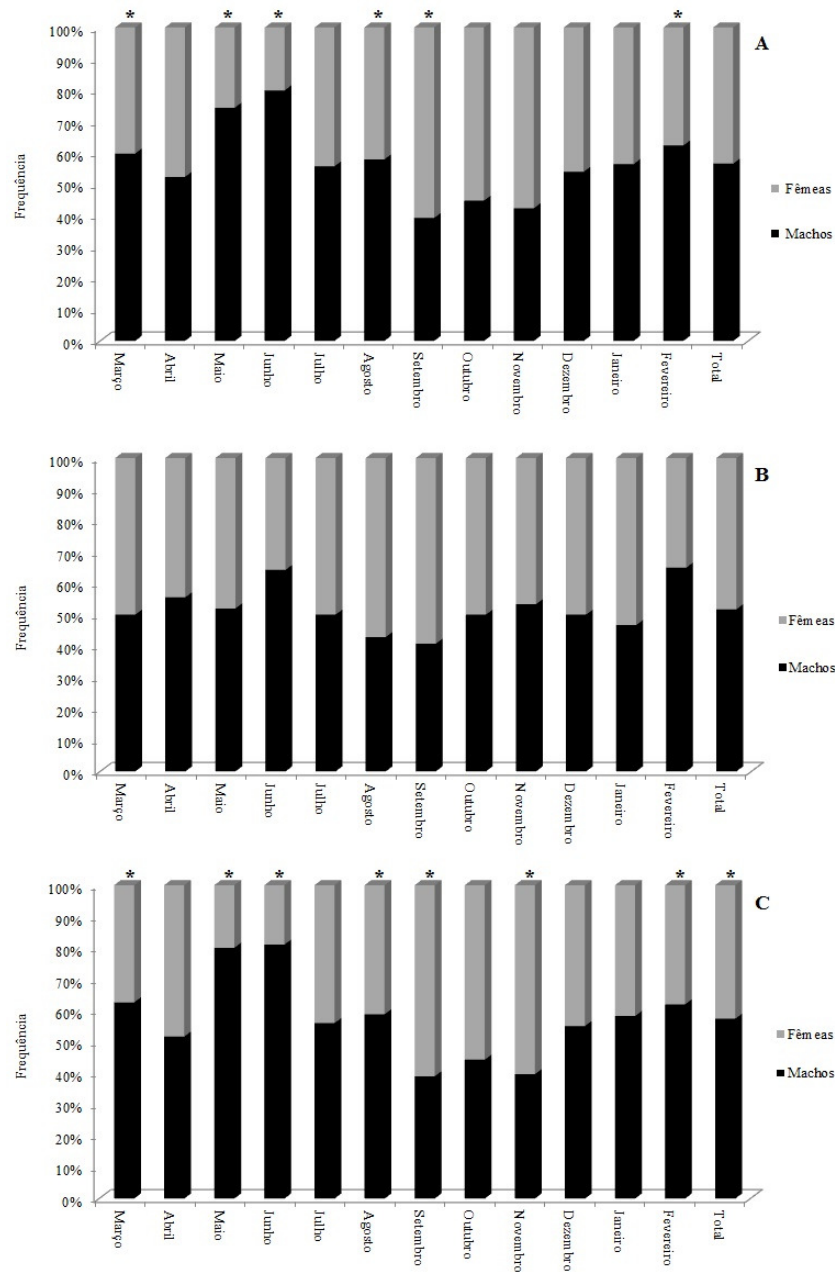 * * * * * *
A
100%
90%
80%
70%
60%
50%
40%
30%
20%
10%
0%
Frequência
Fêmeas
Machos
Março
Abril
Maio
Junho
Julho
Agosto
Setembro
Outubro
Novembro
Dezembro
Janeiro
Fevereiro
Total
B
100%
90%
80%
70%
60%
50%
40%
30%
20%
10%
0%
Frequência
Fêmeas
Machos
Março
Abril
Maio
Junho
Julho
Agosto
Setembro
Outubro
Novembro
Dezembro
Janeiro
Fevereiro
Total
* * * * * * * *
C
100%
90%
80%
70%
60%
50%
40%
30%
20%
10%
0%
Frequência
Fêmeas
Machos
Março
Abril
Maio
Junho
Julho
Agosto
Setembro
Outubro
Novembro
Dezembro
Janeiro
Fevereiro
Total